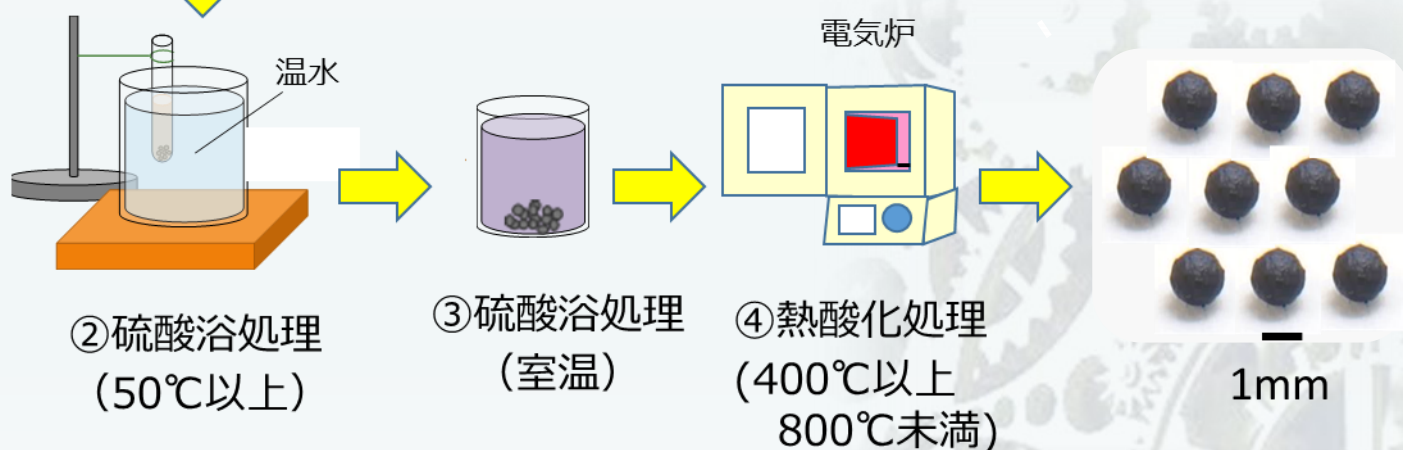 電気炉
温水
②硫酸浴処理
（50℃以上）
③硫酸浴処理
（室温）
④熱酸化処理
(400℃以上
800℃未満)
1mm